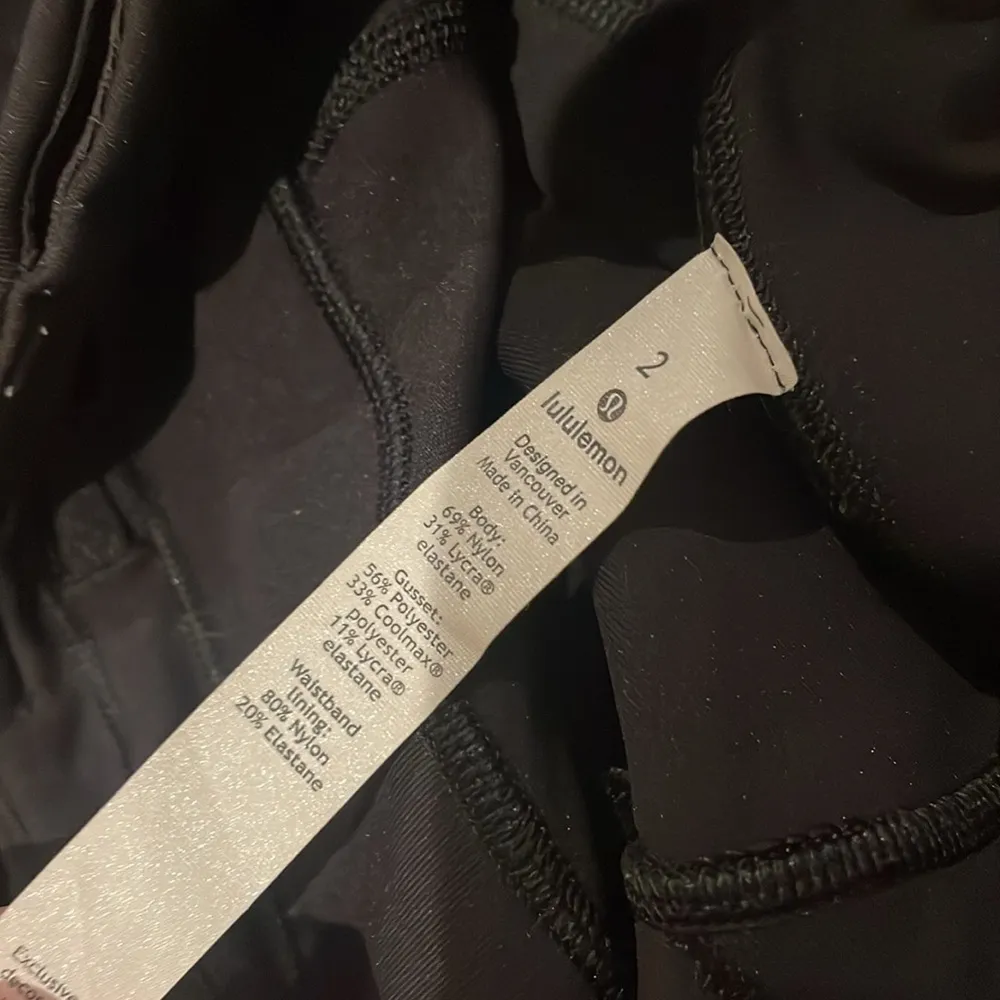 2
lululemon
Designed in
Vancouver
Made in China
Body:
69% Nylon
31% Lycra®
elastane
Gusset:
56% Polyester
33% Coolmax®
polyester
11% Lycra®
elastane
Waistband
lining:
80% Nylon
20% Elastane
Exclusive